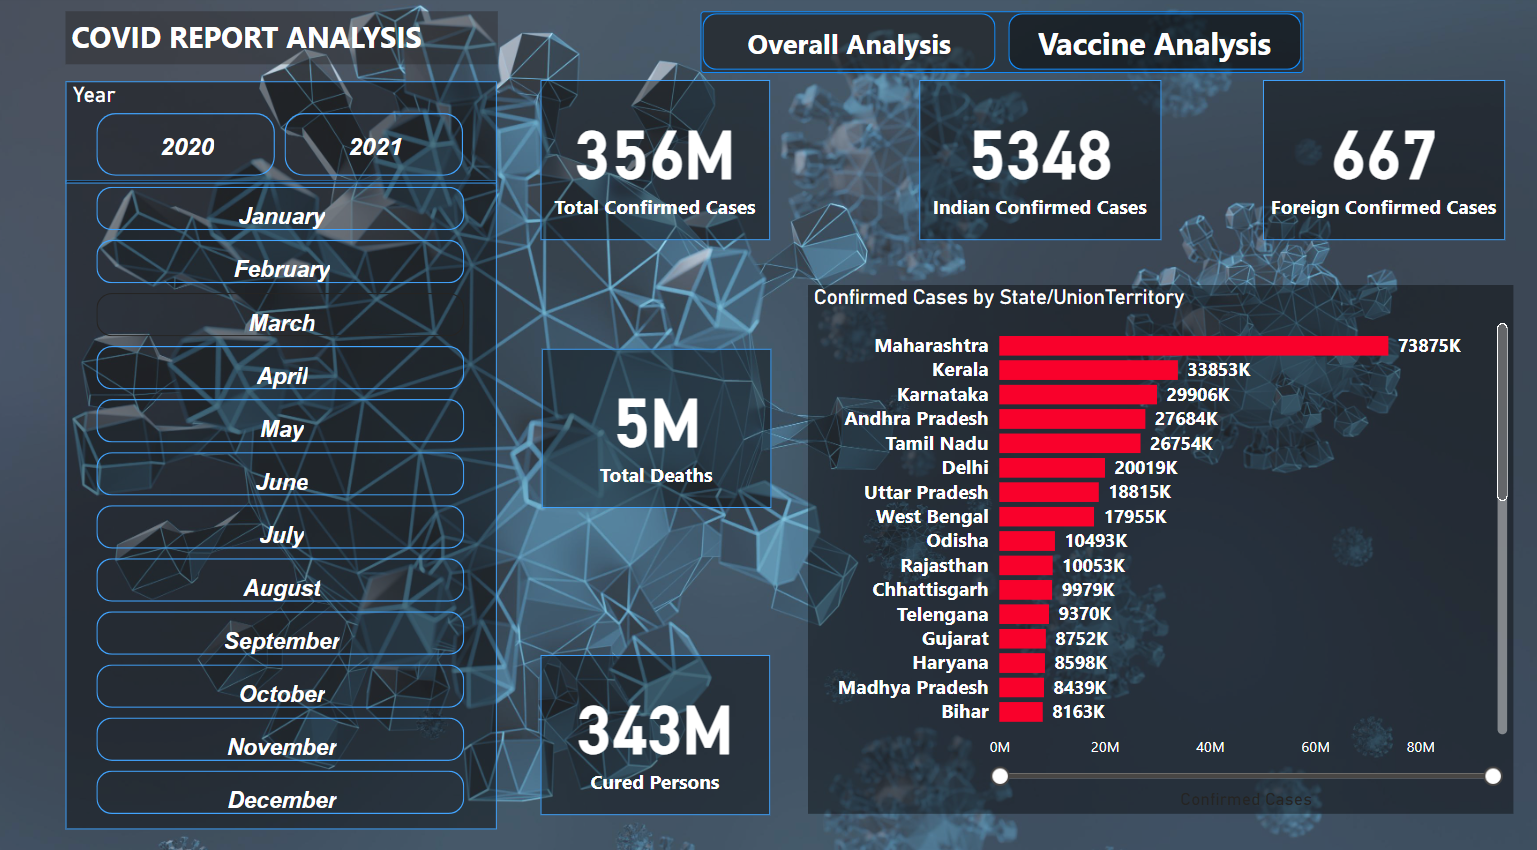 COVID REPORT ANALYSIS
Overall Analysis
Vaccine Analysis
Year
2020
2021
January
February
March
April
May
June
July
August
September
October
November
December
356M
Total Confirmed Cases
5348
Indian Confirmed Cases
667
Foreign Confirmed Cases
5M
Total Deaths
343M
Cured Persons
Confirmed Cases by State/UnionTerritory
Maharashtra 73875K
Kerala 33853K
Karnataka 29906K
Andhra Pradesh 27684K
Tamil Nadu 26754K
Delhi 20019K
Uttar Pradesh 18815K
West Bengal 17955K
Odisha 10493K
Rajasthan 10053K
Chhattisgarh 9979K
Telengana 9370K
Gujarat 8752K
Haryana 8598K
Madhya Pradesh 8439K
Bihar 8163K
0M 20M 40M 60M 80M
Confirmed Cases